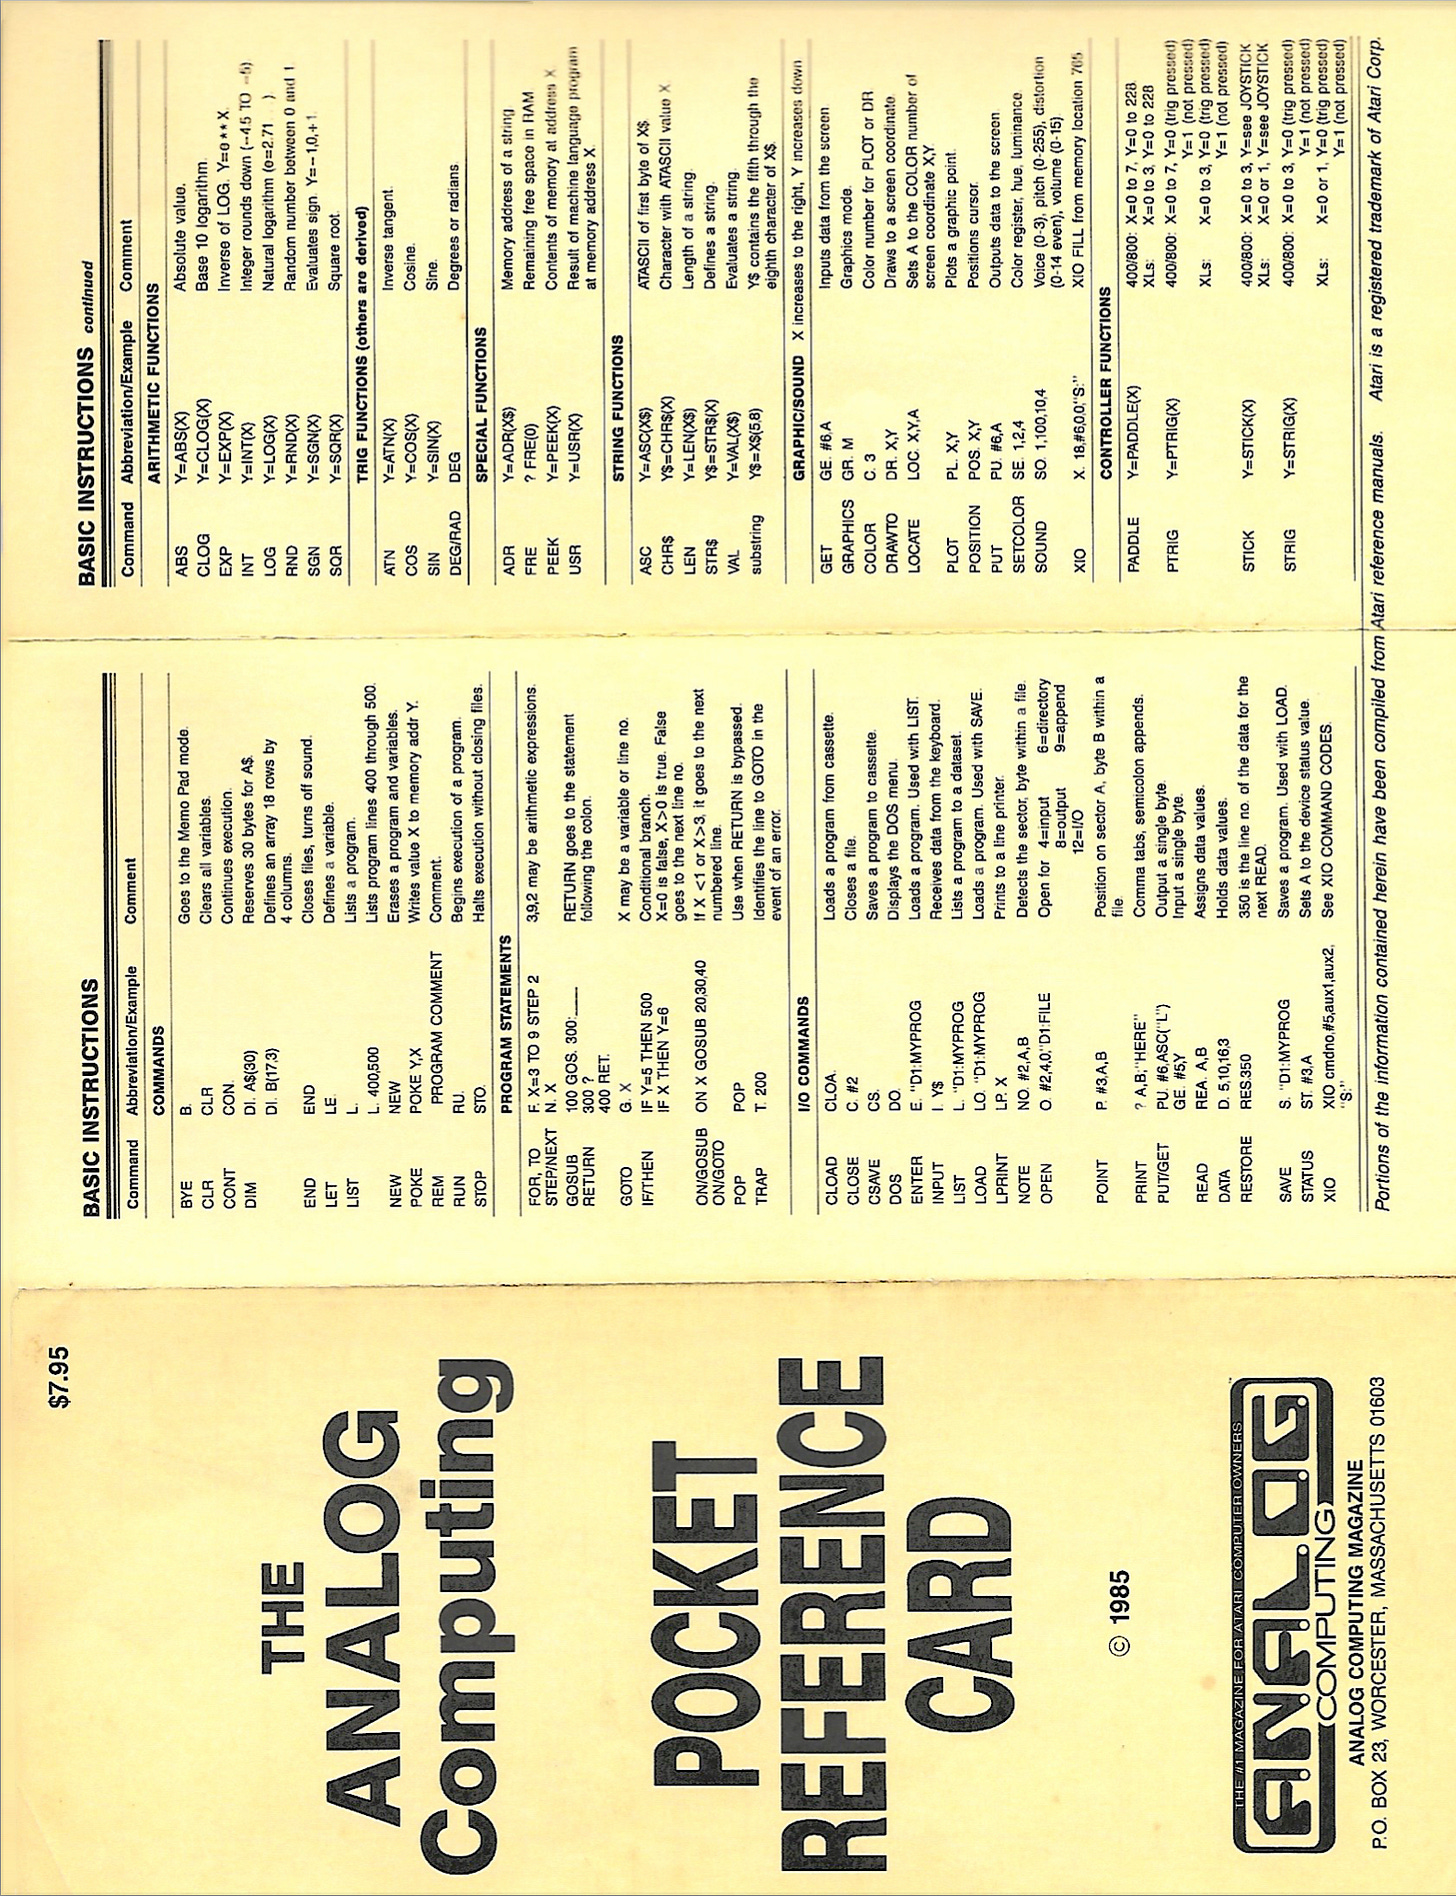 $7.95
THE
ANALOG
Computing
POCKET
REFERENCE
CARD
© 1985
THE #1 MAGAZINE FOR ATARI COMPUTER OWNERS
ANALOG
COMPUTING
ANALOG COMPUTING MAGAZINE
P.O. BOX 23, WORCESTER, MASSACHUSETTS 01603
BASIC INSTRUCTIONS
Command Abbreviation/Example Comment
COMMANDS
BYE B. Goes to the Memo Pad mode.
CLR CLR Clears all variables.
CONT CON. Continues execution.
DIM DI. A$(30) Reserves 30 bytes for A$.
DI. B(17,3) Defines an array 18 rows by
4 columns.
END END Closes files, turns off sound.
LET LE. Defines a variable.
LIST L. Lists a program.
L. 400,500 Lists program lines 400 through 500.
NEW NEW Erases a program and variables.
POKE POKE Y,X Writes value X to memory addr Y.
REM PROGRAM COMMENT Comment.
RUN RU. Begins execution of a program.
STOP STO. Halts execution without closing files.
PROGRAM STATEMENTS
FOR, TO F. X=3 TO 9 STEP 2 3,9,2 may be arithmetic expressions.
STEP/NEXT N. X
GOSUB 100 GOS. 300:___ RETURN goes to the statement
RETURN 300 ? following the colon.
400 RET.
GOTO G. X X may be a variable or line no.
IF/THEN IF Y=5 THEN 500 Conditional branch.
IF X THEN Y=6 X=0 is false, X>0 is true. False
goes to the next line no.
ON/GOSUB ON X GOSUB 20,30,40 If X <1 or X>3, it goes to the next
ON/GOTO numbered line.
POP POP Use when RETURN is bypassed.
TRAP T. 200 Identifies the line to GOTO in the
event of an error.
I/O COMMANDS
CLOAD CLOA. Loads a program from cassette.
CLOSE C. #2 Closes a file.
CSAVE CS. Saves a program to cassette.
DOS DO. Displays the DOS menu.
ENTER E. "D1:MYPROG Loads a program. Used with LIST.
INPUT I. Y$ Receives data from the keyboard.
LIST L. "D1:MYPROG Lists a program to a dataset.
LOAD LO. "D1:MYPROG Loads a program. Used with SAVE.
LPRINT LP. X Prints to a line printer.
NOTE NO. #2,A,B Detects the sector, byte within a file.
OPEN O. #2,4,0,"D1:FILE Open for 4=input 6=directory
8=output 9=append
12=I/O
POINT P. #3,A,B Position on sector A, byte B within a
file.
PRINT ? A,B;"HERE" Comma tabs, semicolon appends.
PUT/GET PU. #6,ASC("L") Output a single byte.
GE. #5,Y Input a single byte.
READ REA. A,B Assigns data values.
DATA D. 5,10,16,3 Holds data values.
RESTORE RES.350 350 is the line no. of the data for the
next READ.
SAVE S. "D1:MYPROG Saves a program. Used with LOAD.
STATUS ST. #3,A Sets A to the device status value.
XIO XIO cmdno,#5,aux1,aux2, See XIO COMMAND CODES.
"S:"
BASIC INSTRUCTIONS continued
Command Abbreviation/Example Comment
ARITHMETIC FUNCTIONS
ABS Y=ABS(X) Absolute value.
CLOG Y=CLOG(X) Base 10 logarithm.
EXP Y=EXP(X) Inverse of LOG. Y=e**X.
INT Y=INT(X) Integer rounds down (−4.5 TO −5).
LOG Y=LOG(X) Natural logarithm (e=2.71...).
RND Y=RND(X) Random number between 0 and 1.
SGN Y=SGN(X) Evaluates sign. Y=−1,0,+1.
SQR Y=SQR(X) Square root.
TRIG FUNCTIONS (others are derived)
ATN Y=ATN(X) Inverse tangent.
COS Y=COS(X) Cosine.
SIN Y=SIN(X) Sine.
DEG/RAD DEG Degrees or radians.
SPECIAL FUNCTIONS
ADR Y=ADR(X$) Memory address of a string.
FRE ? FRE(0) Remaining free space in RAM
PEEK Y=PEEK(X) Contents of memory at address X.
USR Y=USR(X) Result of machine language program
at memory address X.
STRING FUNCTIONS
ASC Y=ASC(X$) ATASCII of first byte of X$.
CHR$ Y$=CHR$(X) Character with ATASCII value X.
LEN Y=LEN(X$) Length of a string.
STR$ Y$=STR$(X) Defines a string.
VAL Y=VAL(X$) Evaluates a string.
substring Y$=X$(5,8) Y$ contains the fifth through the
eighth character of X$.
GRAPHIC/SOUND X increases to the right, Y increases down
GET GE. #6,A Inputs data from the screen
GRAPHICS GR. M Graphics mode.
COLOR C. 3 Color number for PLOT or DR
DRAWTO DR. X,Y Draws to a screen coordinate.
LOCATE LOC. X,Y,A Sets A to the COLOR number of
screen coordinate X,Y.
PLOT PL. X,Y Plots a graphic point.
POSITION POS. X,Y Positions cursor.
PUT PU. #6,A Outputs data to the screen.
SETCOLOR SE. 1,2,4 Color register, hue, luminance.
SOUND SO. 1,100,10,4 Voice (0-3), pitch (0-255), distortion
(0-14 even), volume (0-15)
XIO X. 18,#6,0,0,"S:" XIO FILL from memory location 765
CONTROLLER FUNCTIONS
PADDLE Y=PADDLE(X) 400/800: X=0 to 7, Y=0 to 228
XLs: X=0 to 3, Y=0 to 228
PTRIG Y=PTRIG(X) 400/800: X=0 to 7, Y=0 (trig pressed)
Y=1 (not pressed)
XLs: X=0 to 3, Y=0 (trig pressed)
Y=1 (not pressed)
STICK Y=STICK(X) 400/800: X=0 to 3, Y=see JOYSTICK
XLs: X=0 or 1, Y=see JOYSTICK
STRIG Y=STRIG(X) 400/800: X=0 to 3, Y=0 (trig pressed)
Y=1 (not pressed)
XLs: X=0 or 1, Y=0 (trig pressed)
Y=1 (not pressed)
Portions of the information contained herein have been compiled from Atari reference manuals. Atari is a registered trademark of Atari Corp.